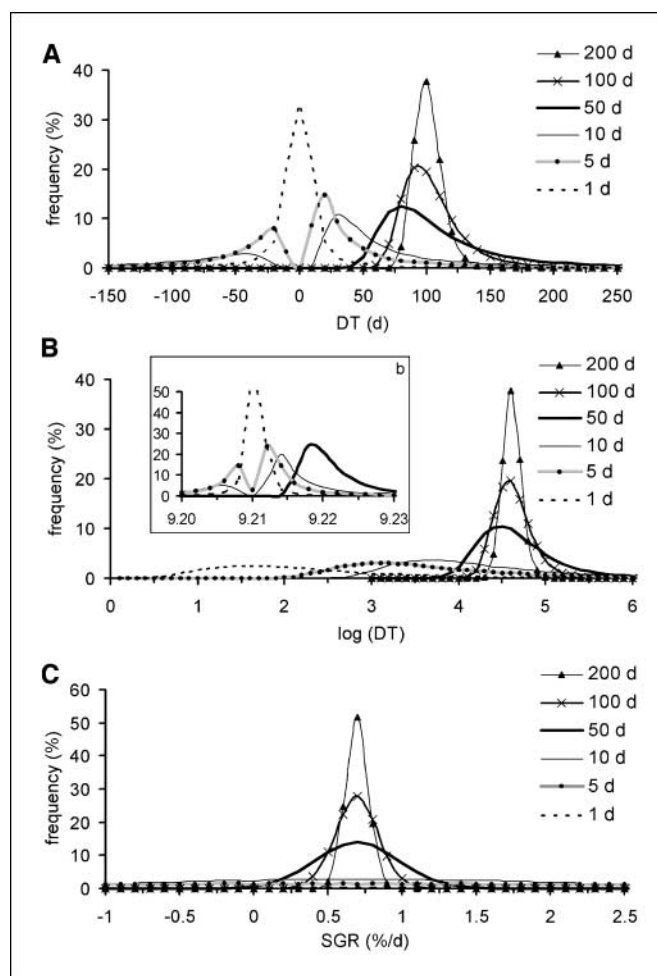 A
200 d
100 d
50 d
10 d
5 d
1 d
frequency (%)
40
30
20
10
0
-150 -100 -50 0 50 100 150 200 250
DT (d)
B
b
50
40
30
20
10
0
9.20 9.21 9.22 9.23
200 d
100 d
50 d
10 d
5 d
1 d
frequency (%)
40
30
20
10
0
0 1 2 3 4 5 6
log (DT)
C
200 d
100 d
50 d
10 d
5 d
1 d
frequency (%)
60
50
40
30
20
10
0
-1 -0.5 0 0.5 1 1.5 2 2.5
SGR (%/d)